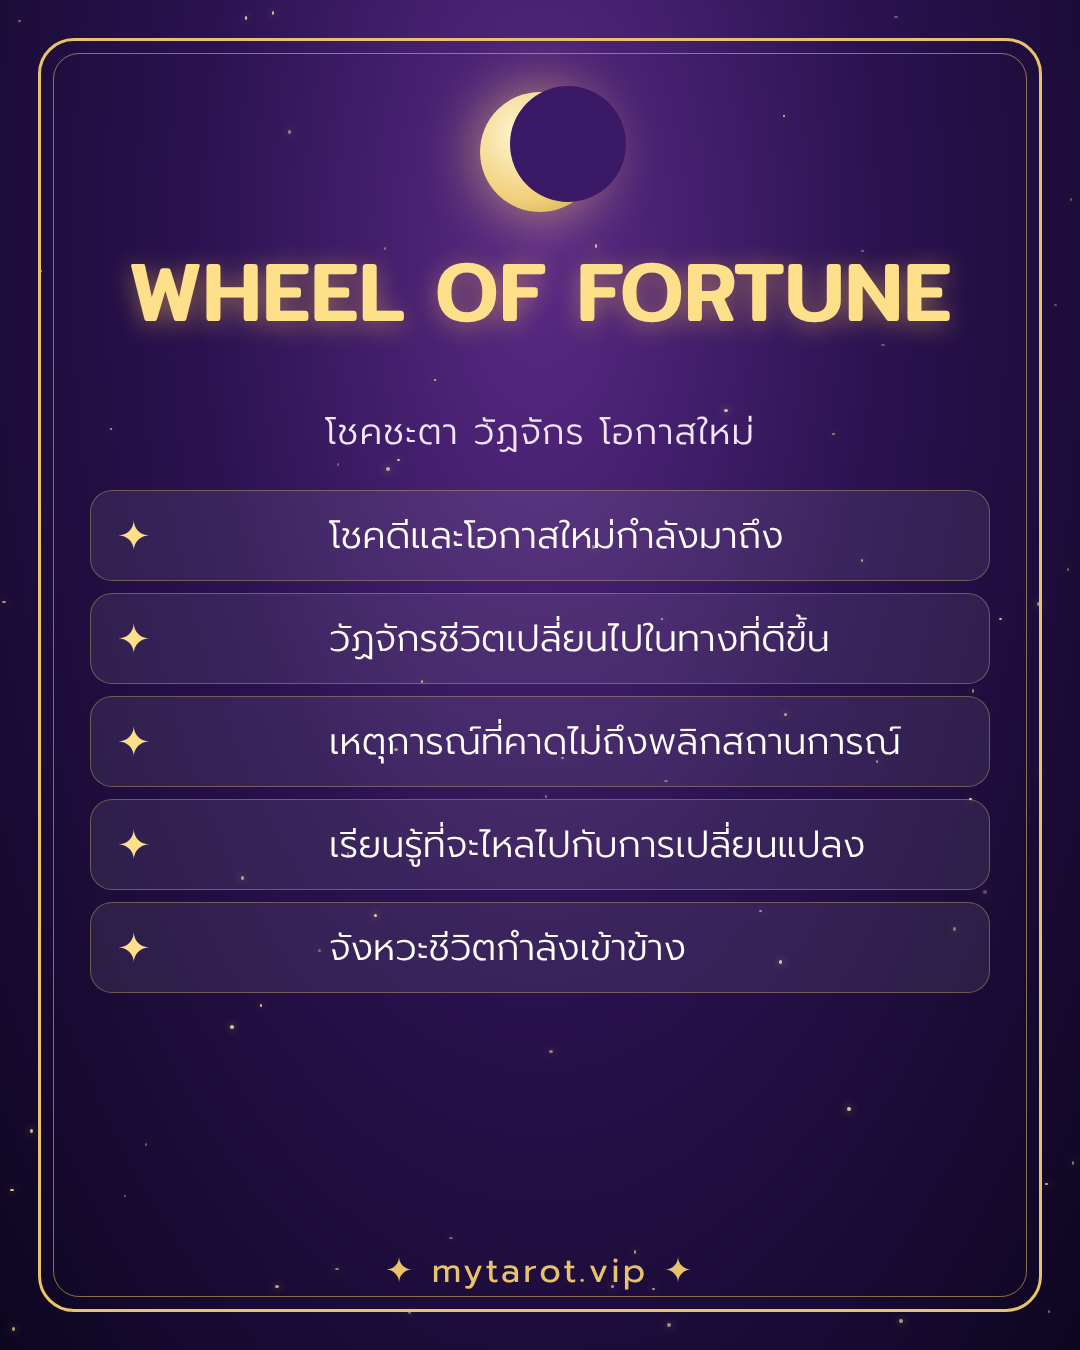 WHEEL OF FORTUNE
โชคชะตา วัฏจักร โอกาสใหม่
✦ โชคดีและโอกาสใหม่กำลังมาถึง
✦ วัฏจักรชีวิตเปลี่ยนไปในทางที่ดีขึ้น
✦ เหตุการณ์ที่คาดไม่ถึงพลิกสถานการณ์
✦ เรียนรู้ที่จะไหลไปกับการเปลี่ยนแปลง
✦ จังหวะชีวิตกำลังเข้าข้าง
✦ mytarot.vip ✦